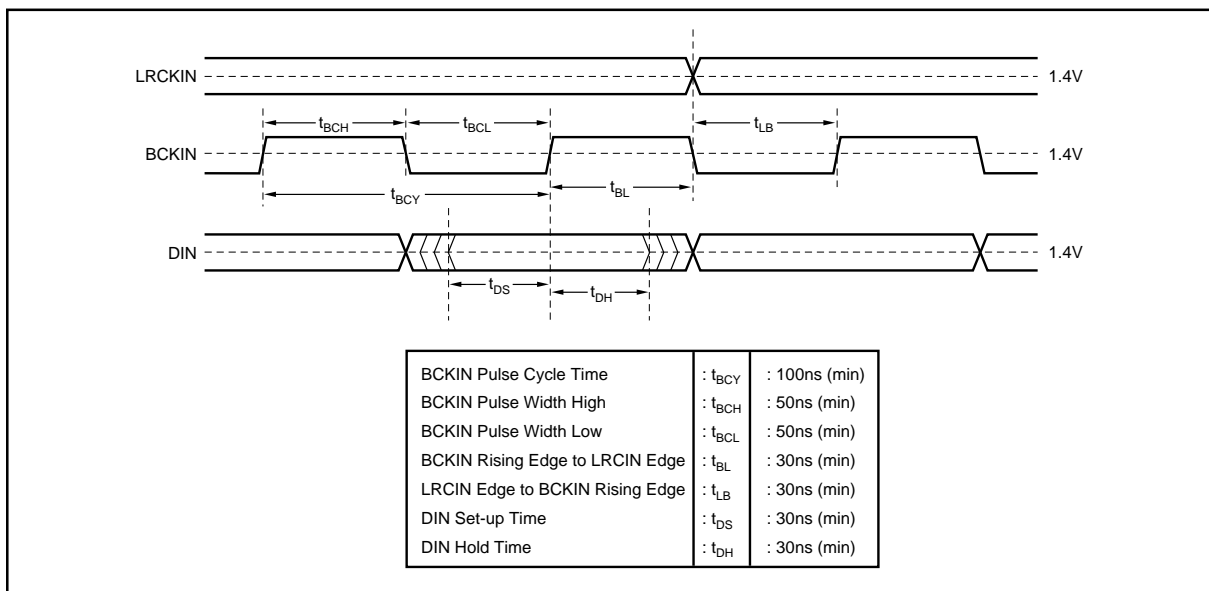 LRCKIN 1.4V
tBCH tBCL tLB
BCKIN 1.4V
tBCY tBL
DIN 1.4V
tDS tDH
BCKIN Pulse Cycle Time : tBCY : 100ns (min)
BCKIN Pulse Width High : tBCH : 50ns (min)
BCKIN Pulse Width Low : tBCL : 50ns (min)
BCKIN Rising Edge to LRCIN Edge : tBL : 30ns (min)
LRCIN Edge to BCKIN Rising Edge : tLB : 30ns (min)
DIN Set-up Time : tDS : 30ns (min)
DIN Hold Time : tDH : 30ns (min)